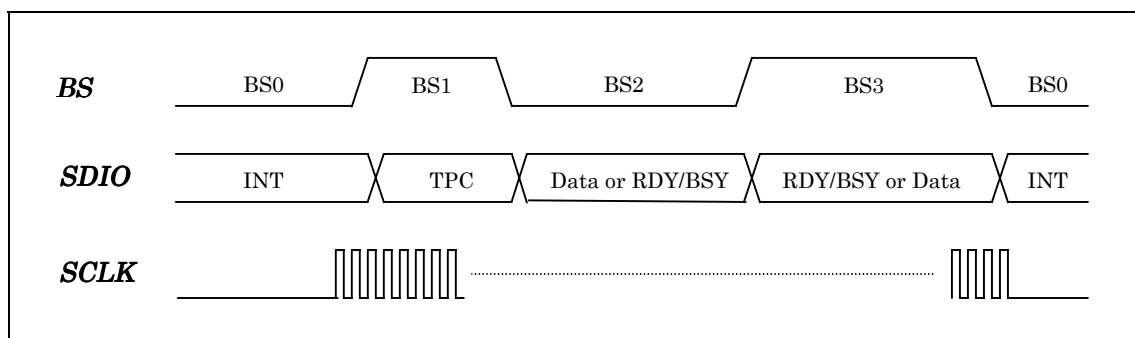 BS BS0 BS1 BS2 BS3 BS0
SDIO INT TPC Data or RDY/BSY RDY/BSY or Data INT
SCLK